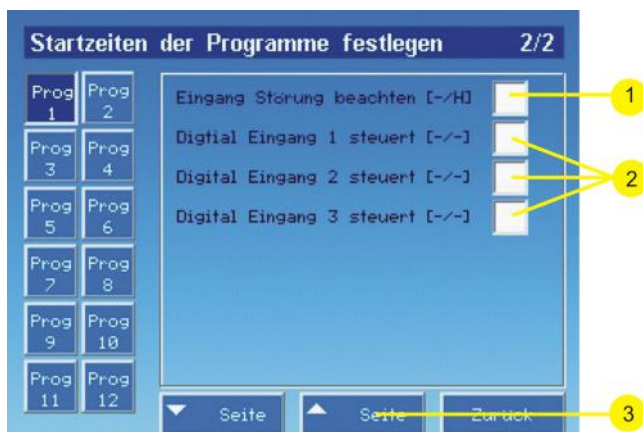 Startzeiten der Programme festlegen 2/2
Prog 1 Prog 2
Prog 3 Prog 4
Prog 5 Prog 6
Prog 7 Prog 8
Prog 9 Prog 10
Prog 11 Prog 12
Eingang Störung beachten [-/H]
Digtial Eingang 1 steuert [-/-]
Digital Eingang 2 steuert [-/-]
Digital Eingang 3 steuert [-/-]
Seite Seite Zurück
1
2
3